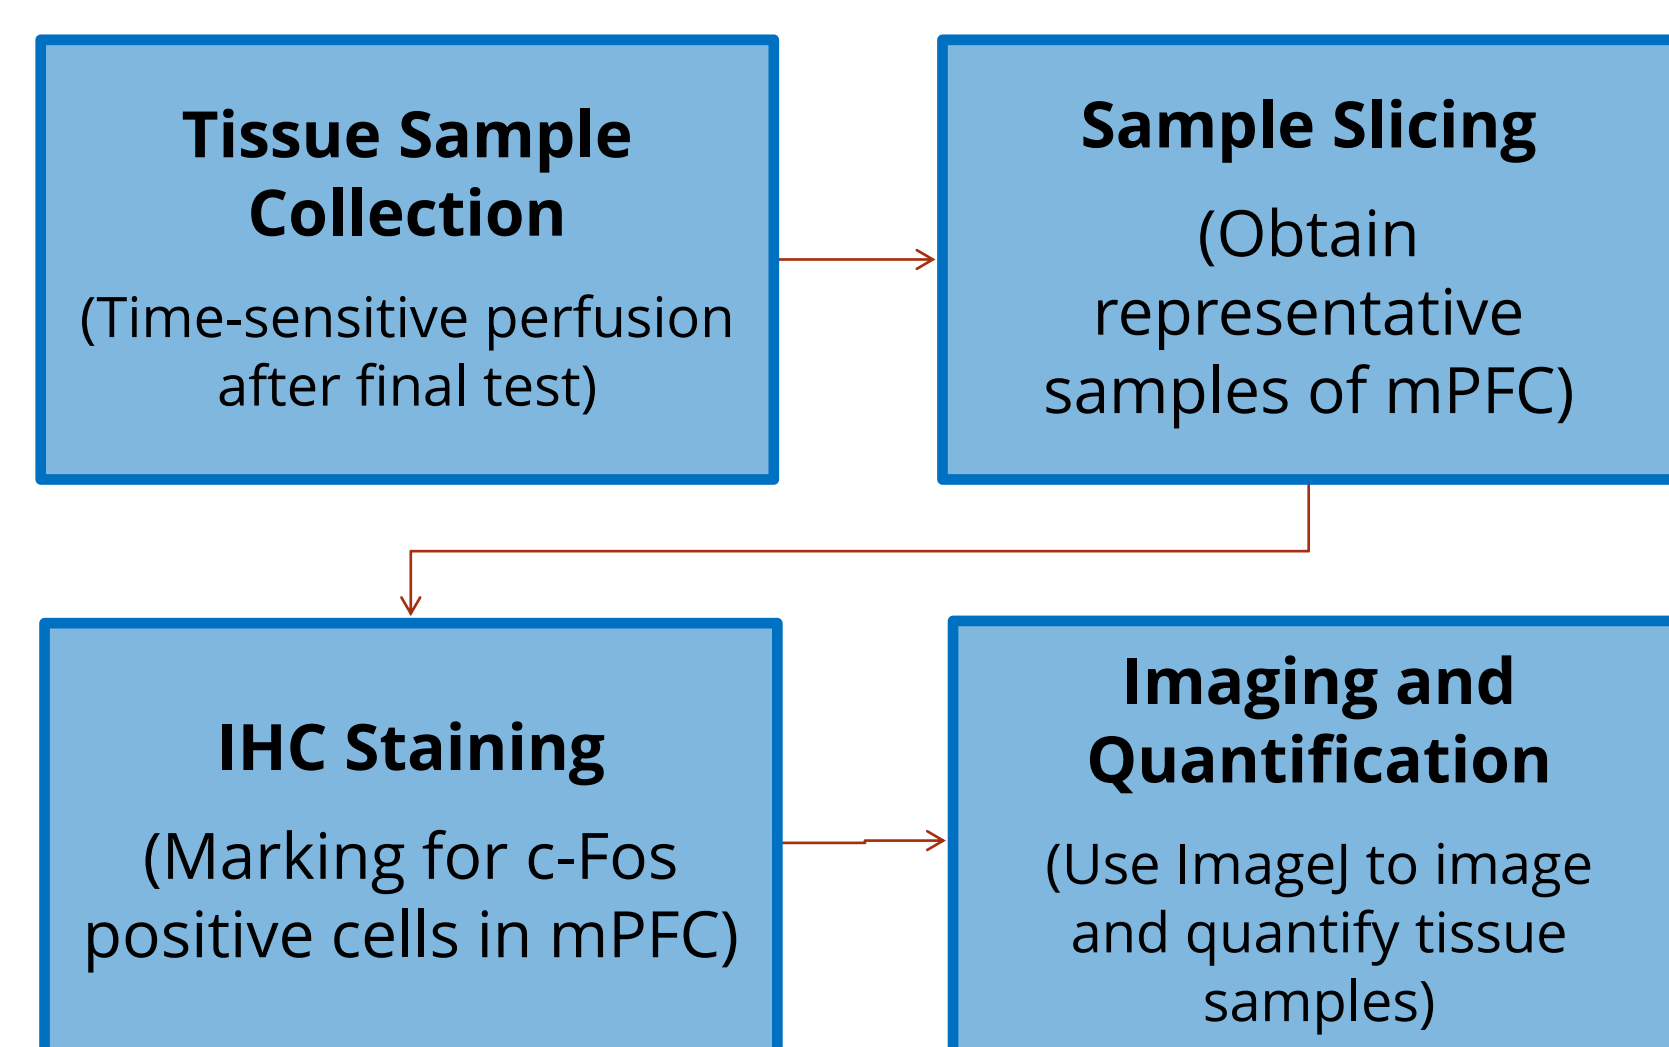 Tissue Sample
Collection
(Time-sensitive perfusion
after final test)
Sample Slicing
(Obtain
representative
samples of mPFC)
IHC Staining
(Marking for c-Fos
positive cells in mPFC)
Imaging and
Quantification
(Use ImageJ to image
and quantify tissue
samples)